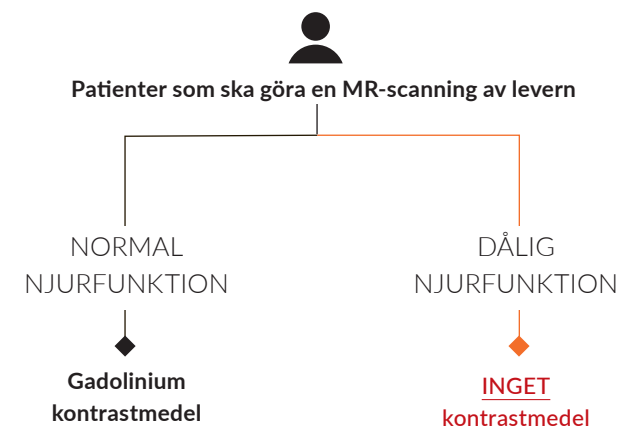 Patienter som ska göra en MR-scanning av levern
NORMAL
NJURFUNKTION
DÅLIG
NJURFUNKTION
Gadolinium
kontrastmedel
INGET
kontrastmedel